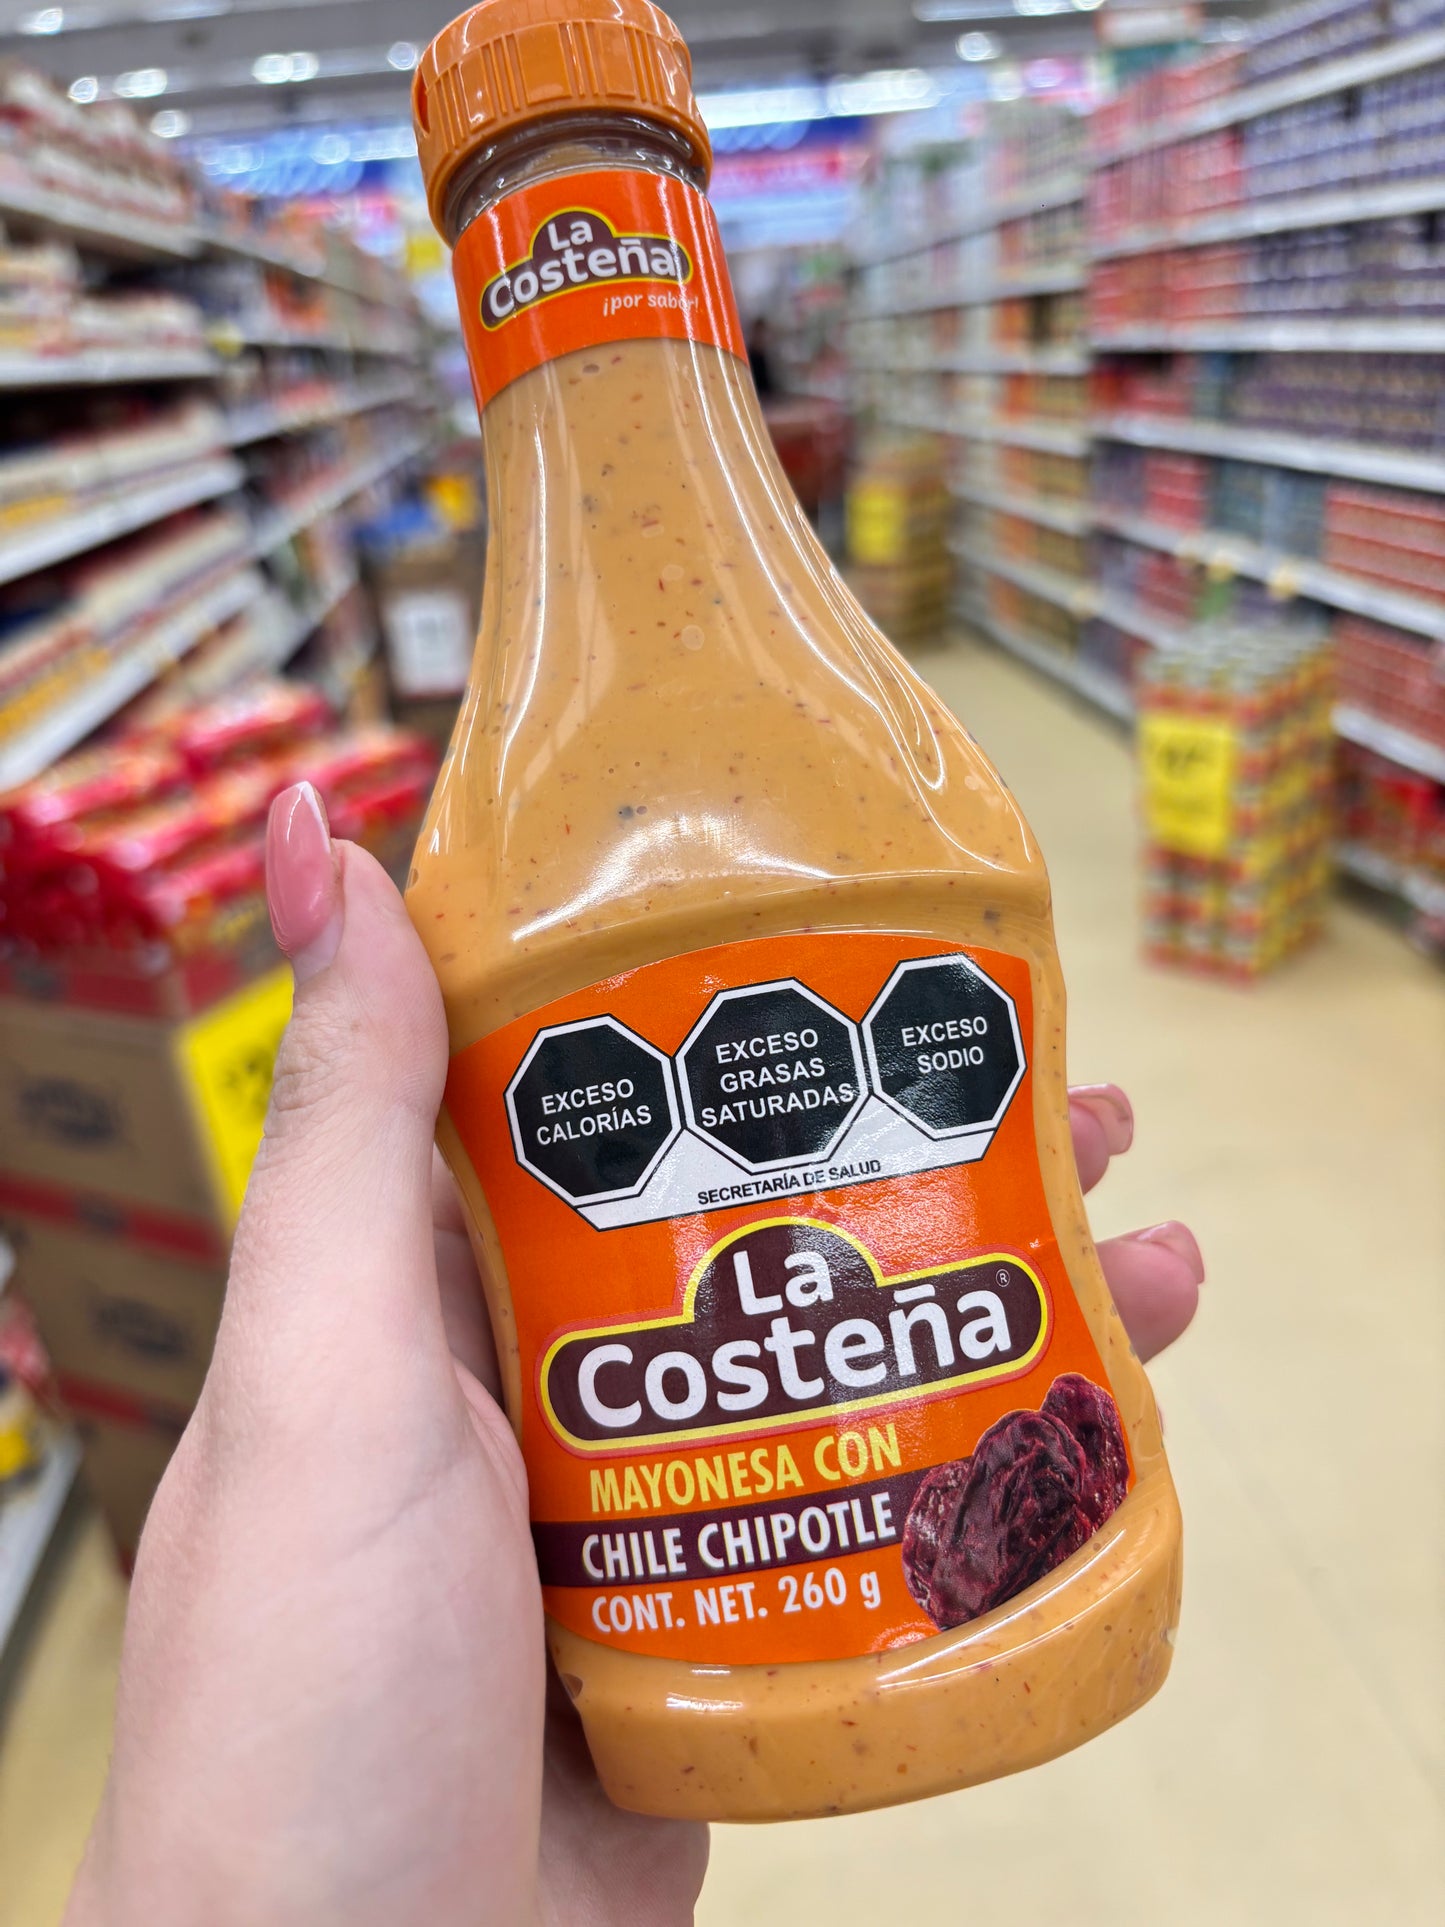 La
Costeña
¡por sabor!
EXCESO
CALORÍAS
EXCESO
GRASAS
SATURADAS
EXCESO
SODIO
SECRETARÍA DE SALUD
La
Costeña®
MAYONESA CON
CHILE CHIPOTLE
CONT. NET. 260 g